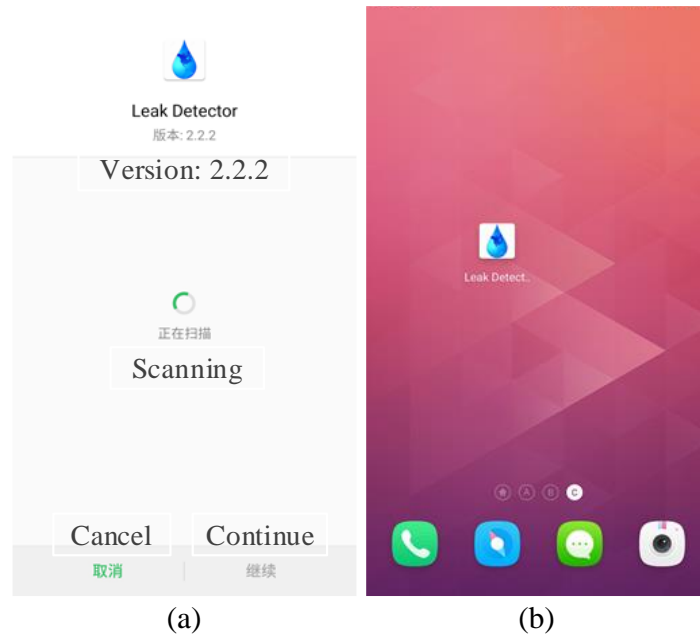 Leak Detector
版本: 2.2.2
Version: 2.2.2
正在扫描
Scanning
Cancel Continue
取消 继续
(a)
Leak Detect..
A B C
(b)